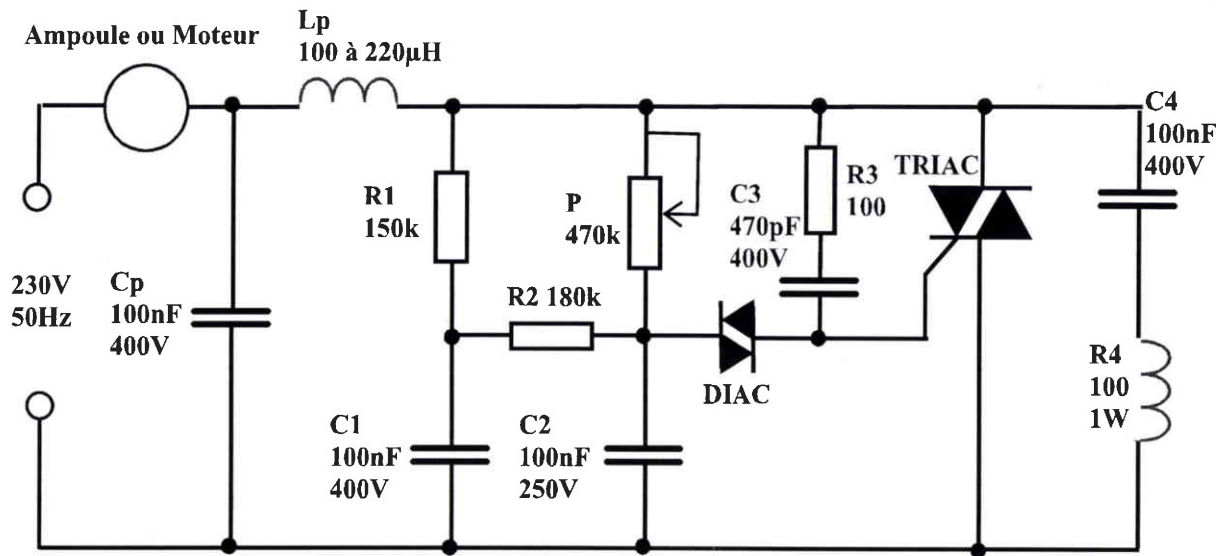 Ampoule ou Moteur
Lp
100 à 220µH
C4
100nF
400V
R1
150k
P
470k
C3
470pF
400V
R3
100
TRIAC
230V
50Hz
Cp
100nF
400V
R2 180k
DIAC
R4
100
1W
C1
100nF
400V
C2
100nF
250V